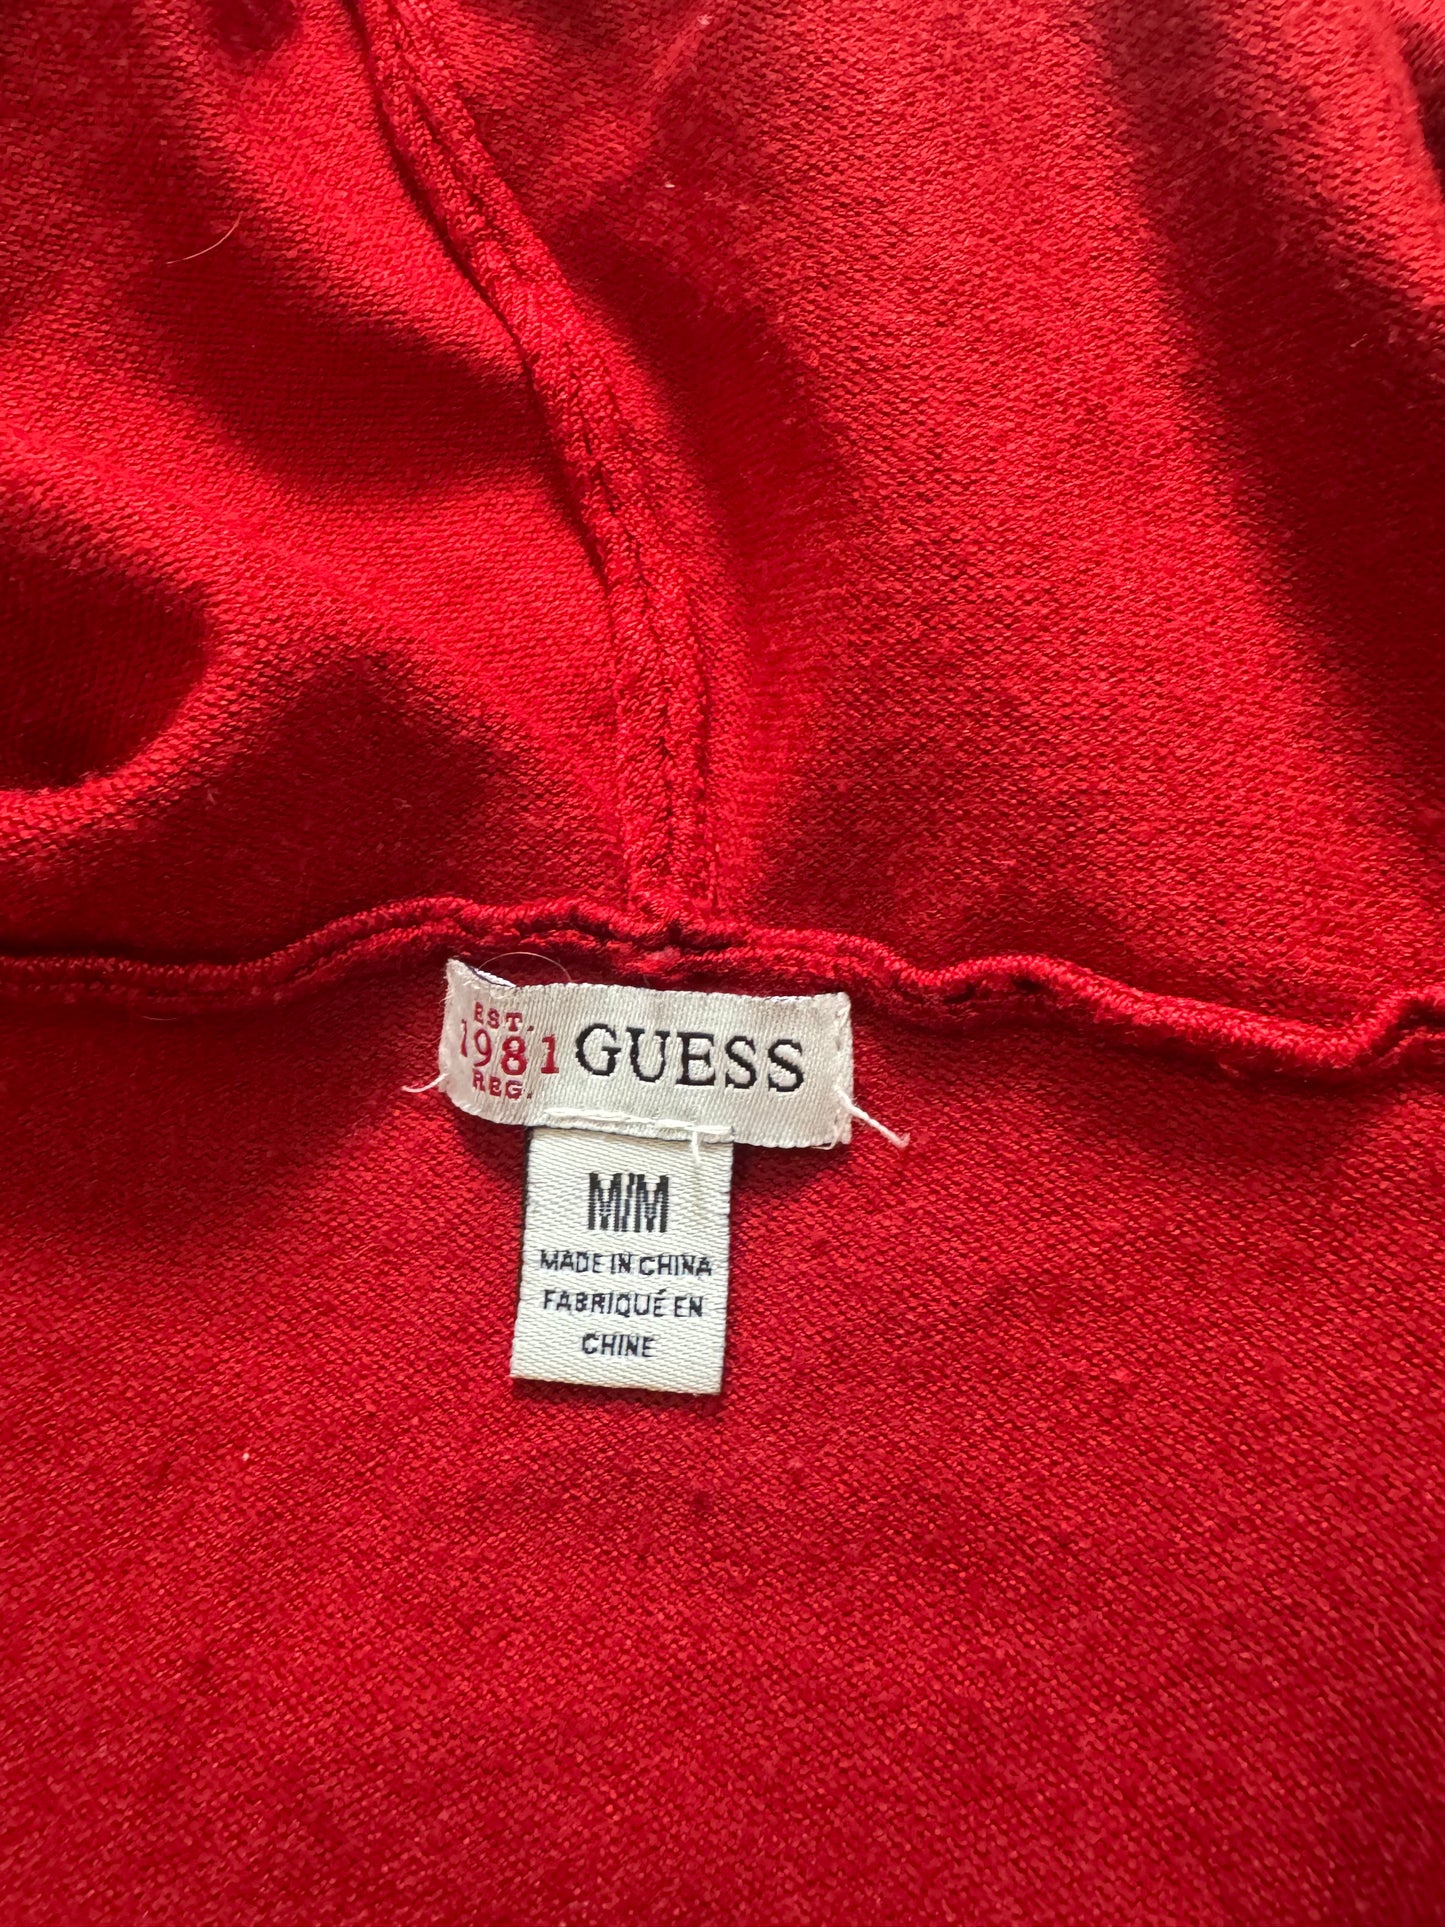 EST.
1981 GUESS
REG.
M/M
MADE IN CHINA
FABRIQUÉ EN
CHINE